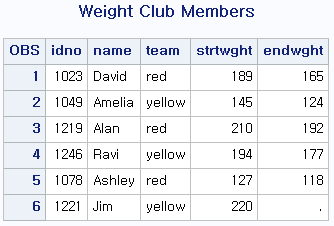 Weight Club Members
OBS idno name team strtwght endwght
1 1023 David red 189 165
2 1049 Amelia yellow 145 124
3 1219 Alan red 210 192
4 1246 Ravi yellow 194 177
5 1078 Ashley red 127 118
6 1221 Jim yellow 220 .